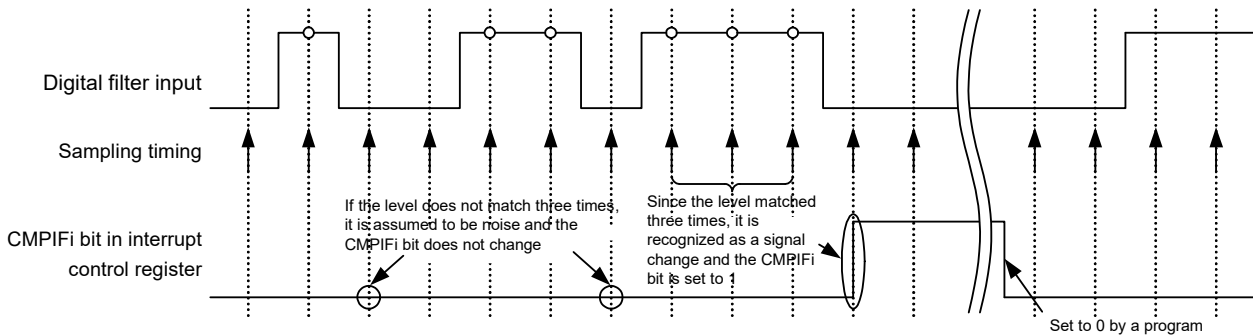 Digital filter input
Sampling timing
If the level does not match three times,
it is assumed to be noise and the
CMPIFi bit does not change
Since the level matched
three times, it is
recognized as a signal
change and the CMPIFi
bit is set to 1
CMPIFi bit in interrupt
control register
Set to 0 by a program